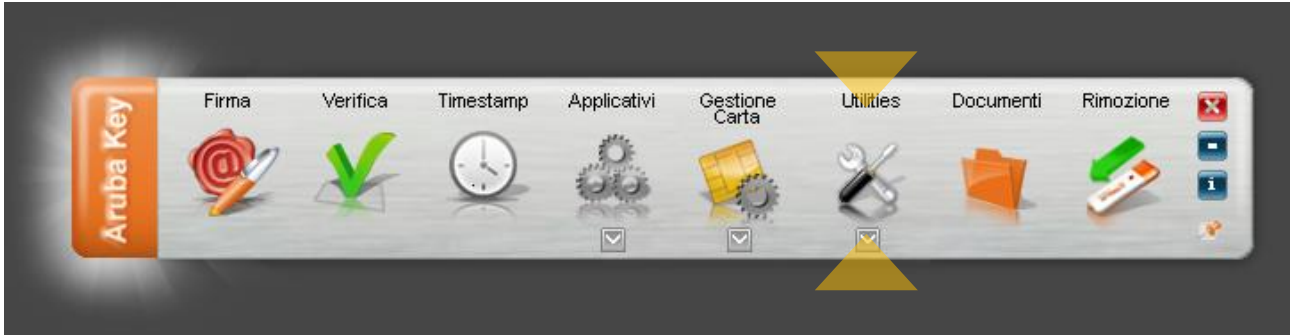 Aruba Key
Firma
Verifica
Timestamp
Applicativi
Gestione
Carta
Utilities
Documenti
Rimozione